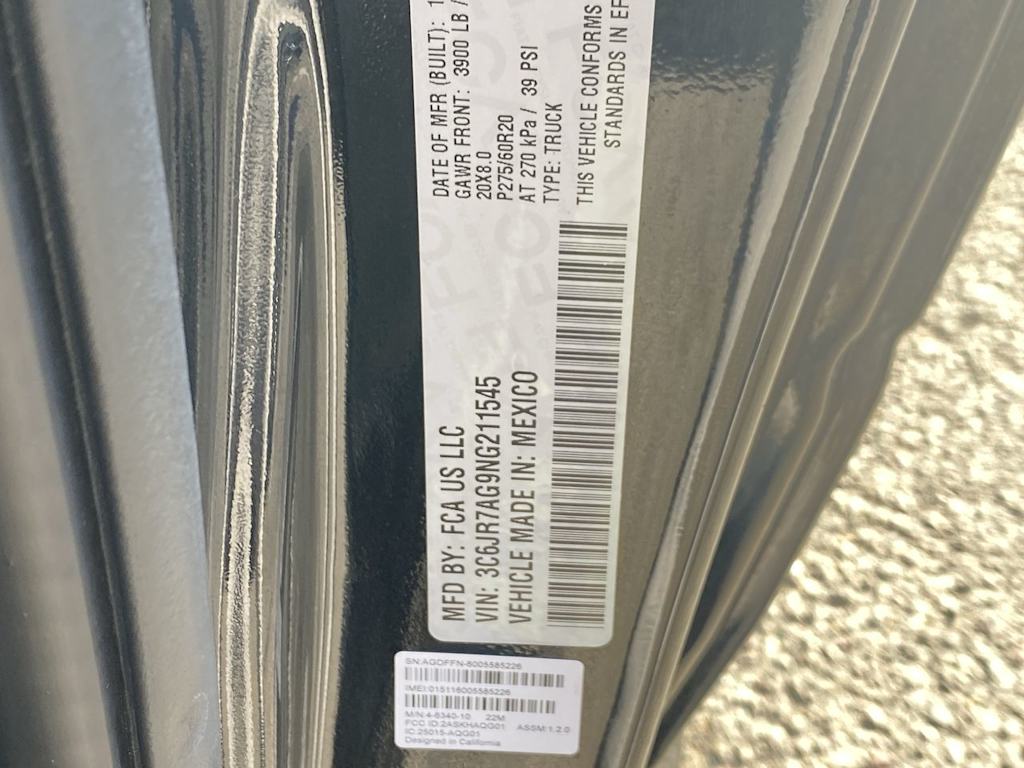 MFD BY: FCA US LLC
VIN: 3C6JR7AG9NG211545
VEHICLE MADE IN: MEXICO
DATE OF MFR (BUILT): 1
GAWR FRONT: 3900 LB /
20X8.0
P275/60R20
AT 270 kPa / 39 PSI
TYPE: TRUCK
THIS VEHICLE CONFORMS
STANDARDS IN EF
SN:AGDFFN-8005585226
IMEI:015116005585226
M/N:4-6340-10 22M
FCC ID:2ASKHAQG01 ASSM:1.2.0
IC:25015-AQG01
Designed in California